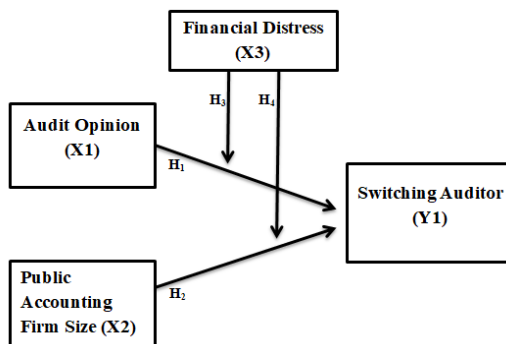 Financial Distress
(X3)
H₃
H₄
Audit Opinion
(X1)
H₁
Switching Auditor
(Y1)
Public
Accounting
Firm Size (X2)
H₂